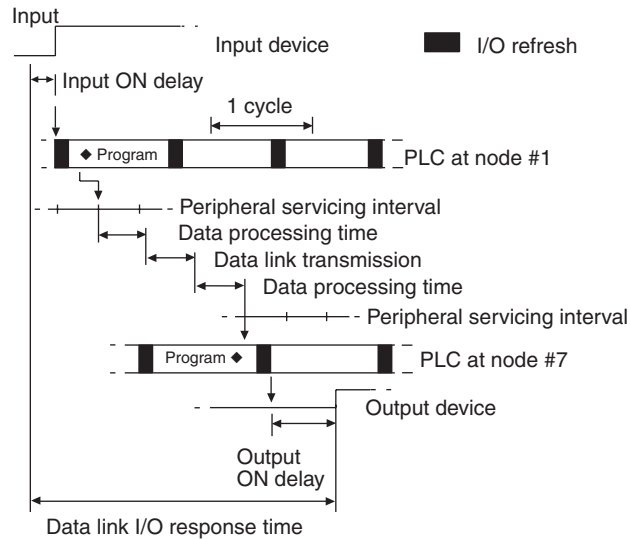 Input
Input device
I/O refresh
Input ON delay
1 cycle
◆ Program
PLC at node #1
Peripheral servicing interval
Data processing time
Data link transmission
Data processing time
Peripheral servicing interval
Program ◆
PLC at node #7
Output device
Output
ON delay
Data link I/O response time